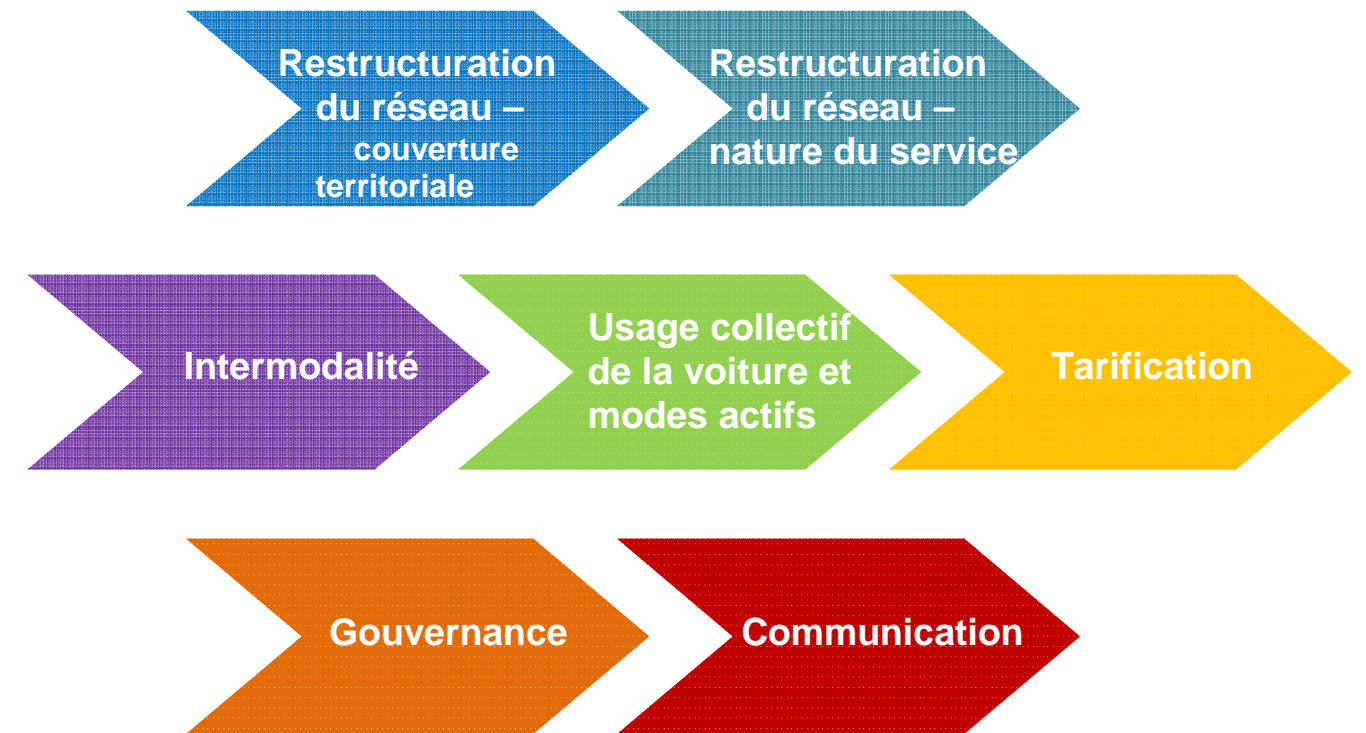 Restructuration
du réseau –
couverture
territoriale
Restructuration
du réseau –
nature du service
Intermodalité
Usage collectif
de la voiture et
modes actifs
Tarification
Gouvernance
Communication